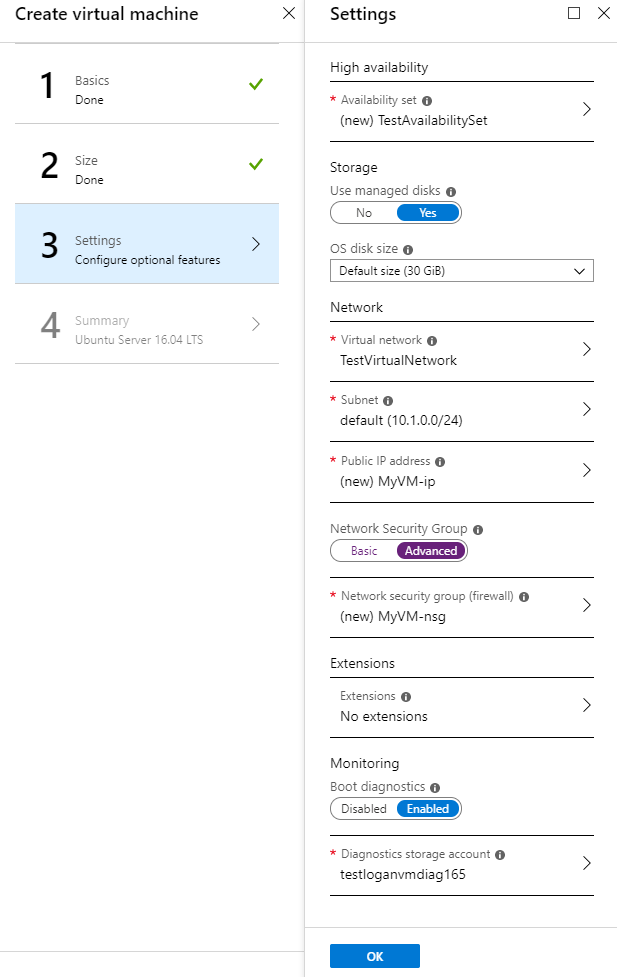 Create virtual machine
1
Basics
Done
2
Size
Done
3
Settings
Configure optional features
4
Summary
Ubuntu Server 16.04 LTS
Settings
High availability
* Availability set
(new) TestAvailabilitySet
Storage
Use managed disks
No Yes
OS disk size
Default size (30 GiB)
Network
* Virtual network
TestVirtualNetwork
* Subnet
default (10.1.0.0/24)
* Public IP address
(new) MyVM-ip
Network Security Group
Basic Advanced
* Network security group (firewall)
(new) MyVM-nsg
Extensions
Extensions
No extensions
Monitoring
Boot diagnostics
Disabled Enabled
* Diagnostics storage account
testloganvmdiag165
OK